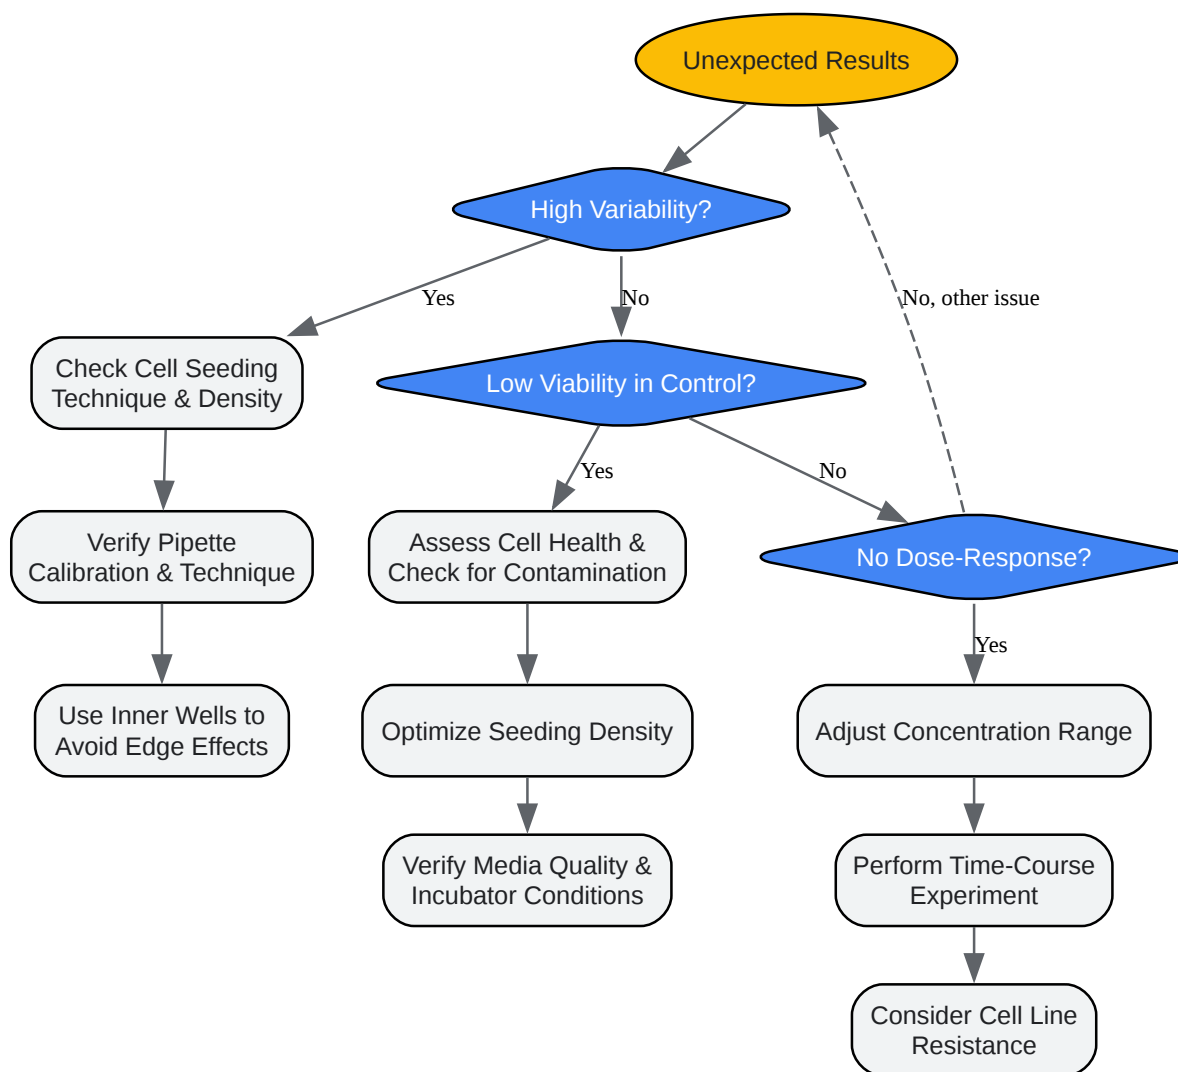 Unexpected Results
High Variability?
Yes
No
No, other issue
Check Cell Seeding
Technique & Density
Low Viability in Control?
Yes
No
Verify Pipette
Calibration & Technique
Assess Cell Health &
Check for Contamination
No Dose-Response?
Yes
Use Inner Wells to
Avoid Edge Effects
Optimize Seeding Density
Adjust Concentration Range
Verify Media Quality &
Incubator Conditions
Perform Time-Course
Experiment
Consider Cell Line
Resistance